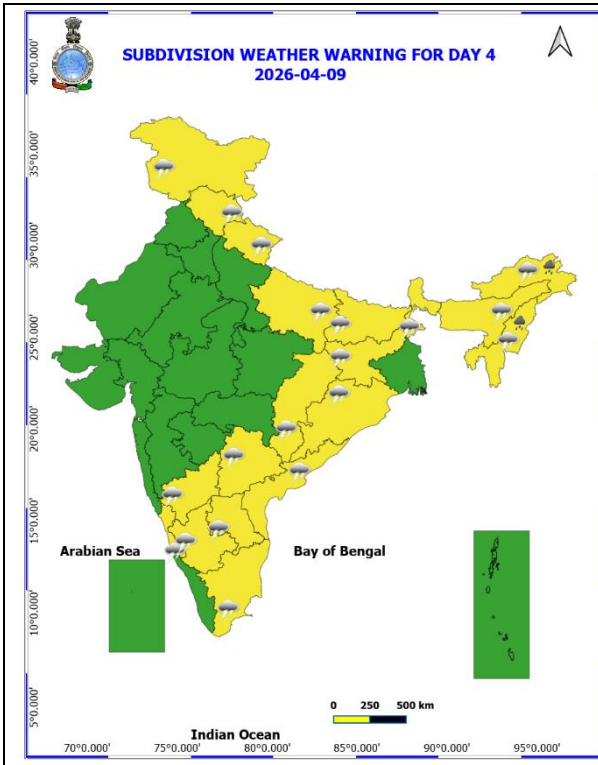 SUBDIVISION WEATHER WARNING FOR DAY 4
2026-04-09
40°0.000'
35°0.000'
30°0.000'
25°0.000'
20°0.000'
15°0.000'
10°0.000'
5°0.000'
Arabian Sea
Bay of Bengal
0 250 500 km
Indian Ocean
70°0.000' 75°0.000' 80°0.000' 85°0.000' 90°0.000' 95°0.000'